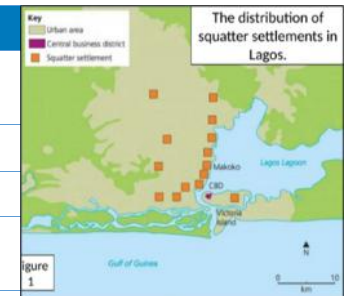 Key
Urban area
Central business district
Squatter settlement
The distribution of
squatter settlements in
Lagos.
Makoko
Lagos Lagoon
CBD
Victoria
Island
N
Gulf of Guinea
igure
1
0 10
km